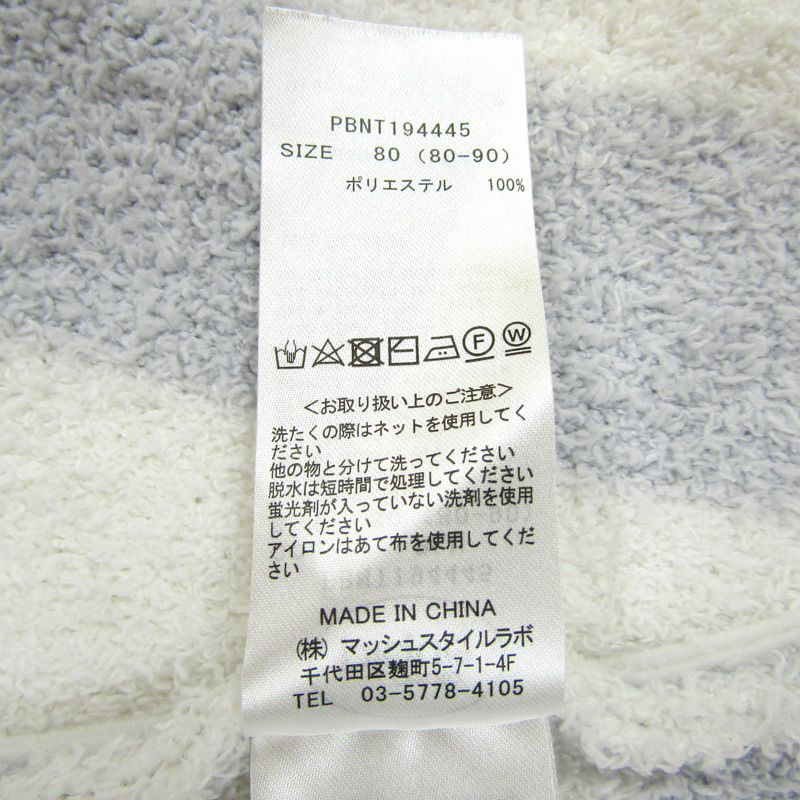 PBNT194445
SIZE 80 (80-90)
ポリエステル 100%
F W
＜お取り扱い上のご注意＞
洗たくの際はネットを使用してく
ださい
他の物と分けて洗ってください
脱水は短時間で処理してください
蛍光剤が入っていない洗剤を使用
してください
アイロンはあて布を使用してくだ
さい
MADE IN CHINA
(株) マッシュスタイルラボ
千代田区麹町5-7-1-4F
TEL 03-5778-4105